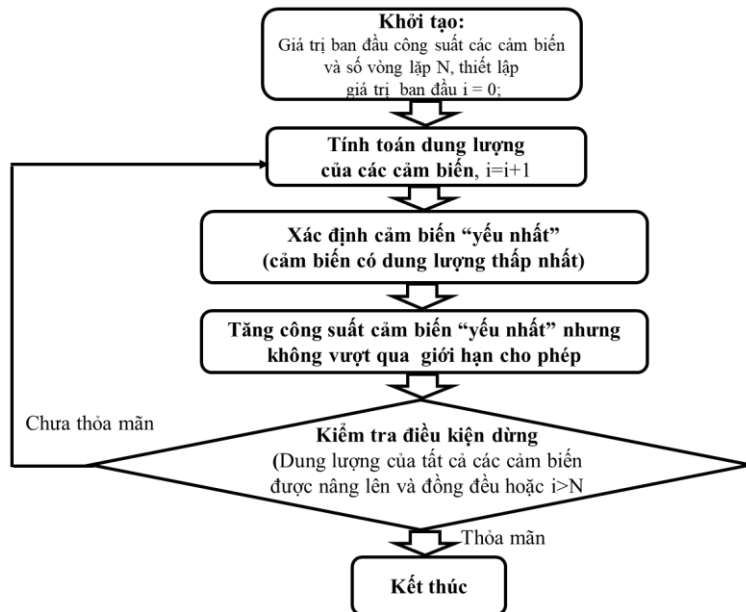 Khởi tạo:
Giá trị ban đầu công suất các cảm biến
và số vòng lặp N, thiết lập
giá trị ban đầu i = 0;
Tính toán dung lượng
của các cảm biến, i=i+1
Xác định cảm biến “yếu nhất”
(cảm biến có dung lượng thấp nhất)
Tăng công suất cảm biến “yếu nhất” nhưng
không vượt qua giới hạn cho phép
Chưa thỏa mãn
Kiểm tra điều kiện dừng
(Dung lượng của tất cả các cảm biến
được nâng lên và đồng đều hoặc i>N
Thỏa mãn
Kết thúc